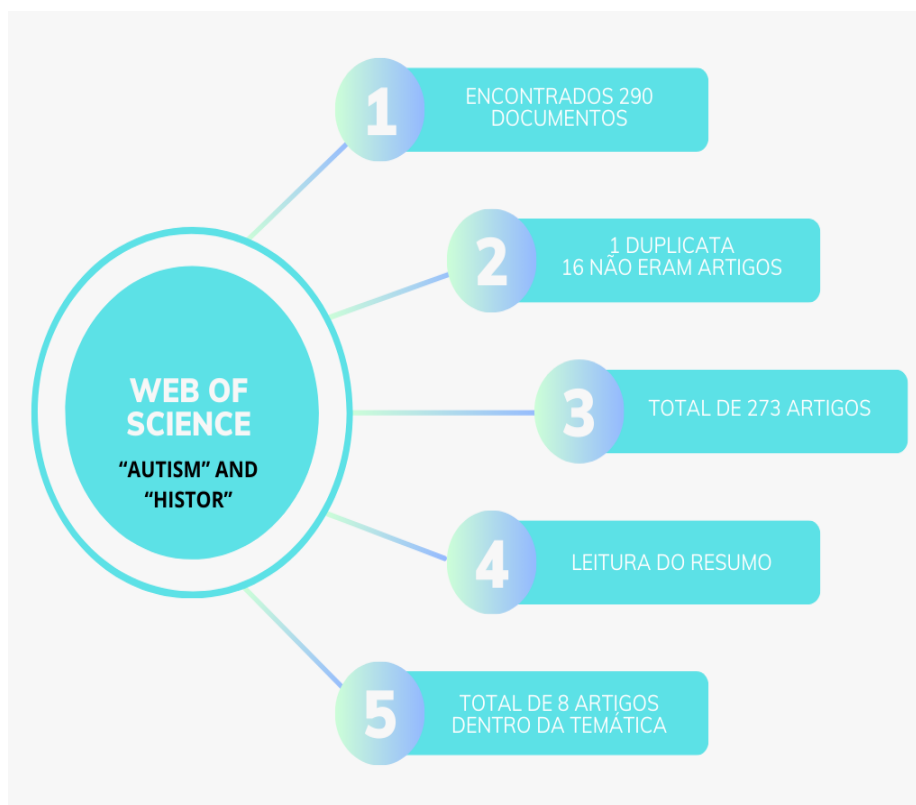 WEB OF
SCIENCE
“AUTISM” AND
“HISTOR”
1
ENCONTRADOS 290
DOCUMENTOS
2
1 DUPLICATA
16 NÃO ERAM ARTIGOS
3
TOTAL DE 273 ARTIGOS
4
LEITURA DO RESUMO
5
TOTAL DE 8 ARTIGOS
DENTRO DA TEMÁTICA